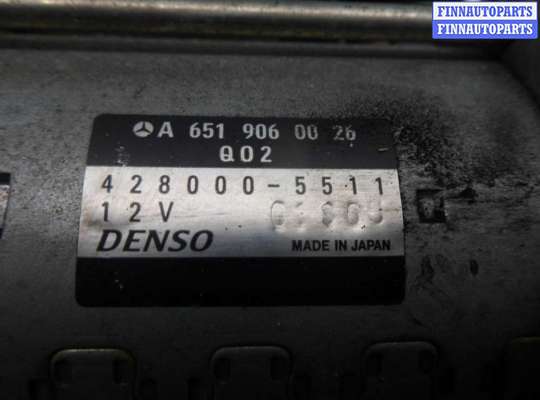 FINNAUTOPARTS
FINNAUTOPARTS
A 651 906 00 26
Q02
428000-5511
12V
DENSO MADE IN JAPAN